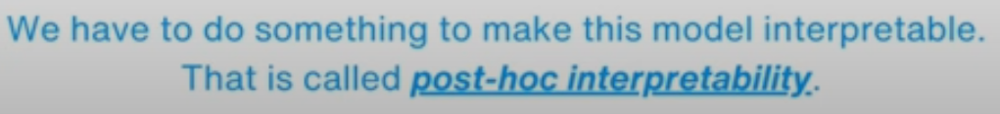 We have to do something to make this model interpretable.
That is called post-hoc interpretability.